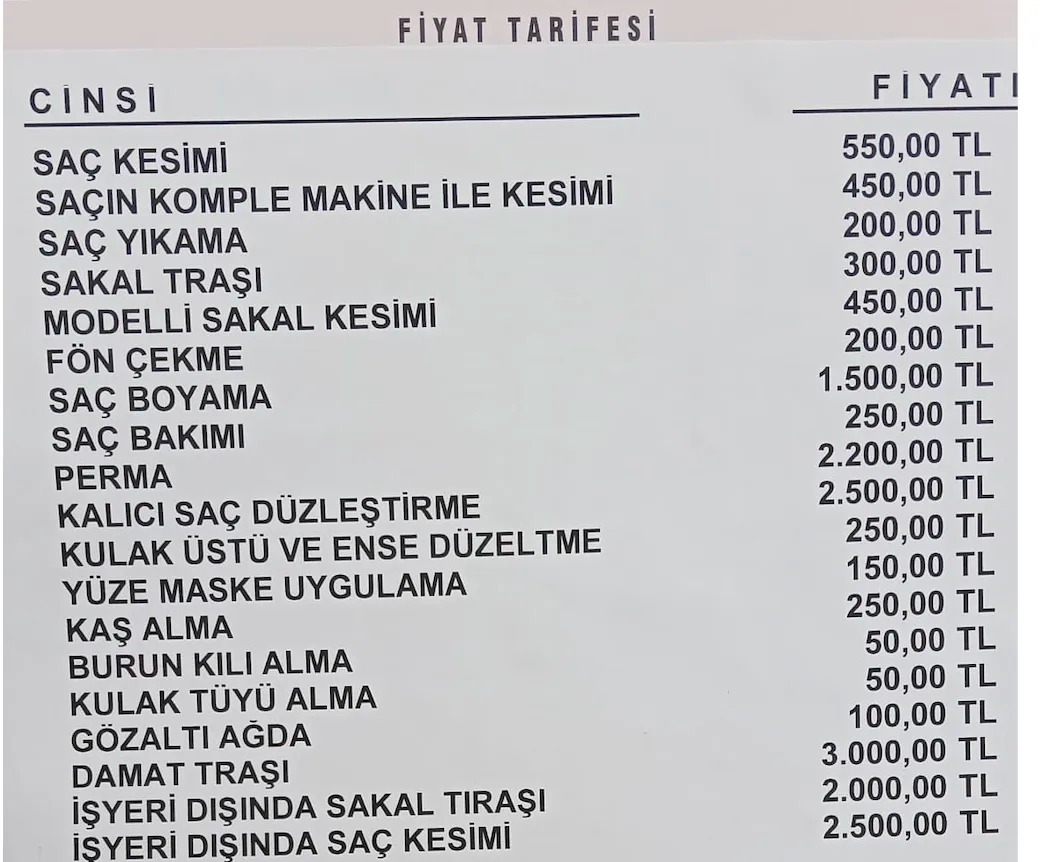 FİYAT TARİFESİ
CİNSİ FİYATI
SAÇ KESİMİ 550,00 TL
SAÇIN KOMPLE MAKİNE İLE KESİMİ 450,00 TL
SAÇ YIKAMA 200,00 TL
SAKAL TRAŞI 300,00 TL
MODELLİ SAKAL KESİMİ 450,00 TL
FÖN ÇEKME 200,00 TL
SAÇ BOYAMA 1.500,00 TL
SAÇ BAKIMI 250,00 TL
PERMA 2.200,00 TL
KALICI SAÇ DÜZLEŞTİRME 2.500,00 TL
KULAK ÜSTÜ VE ENSE DÜZELTME 250,00 TL
YÜZE MASKE UYGULAMA 150,00 TL
KAŞ ALMA 250,00 TL
BURUN KILI ALMA 50,00 TL
KULAK TÜYÜ ALMA 50,00 TL
GÖZALTI AĞDA 100,00 TL
DAMAT TRAŞI 3.000,00 TL
İŞYERİ DIŞINDA SAKAL TIRAŞI 2.000,00 TL
İŞYERİ DIŞINDA SAÇ KESİMİ 2.500,00 TL